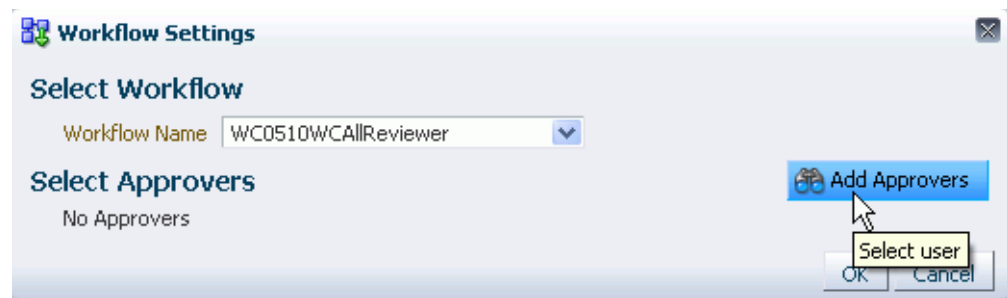 Workflow Settings
Select Workflow
Workflow Name WC0510WCAllReviewer
Select Approvers
Add Approvers
No Approvers
Select user
OK Cancel